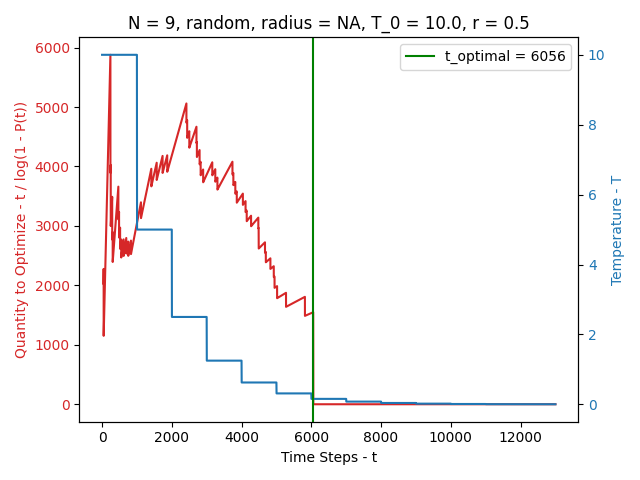 N = 9, random, radius = NA, T_0 = 10.0, r = 0.5
t_optimal = 6056
Quantity to Optimize - t / log(1 - P(t))
6000
5000
4000
3000
2000
1000
0
10
8
6
4
2
0
Temperature - T
0 2000 4000 6000 8000 10000 12000
Time Steps - t